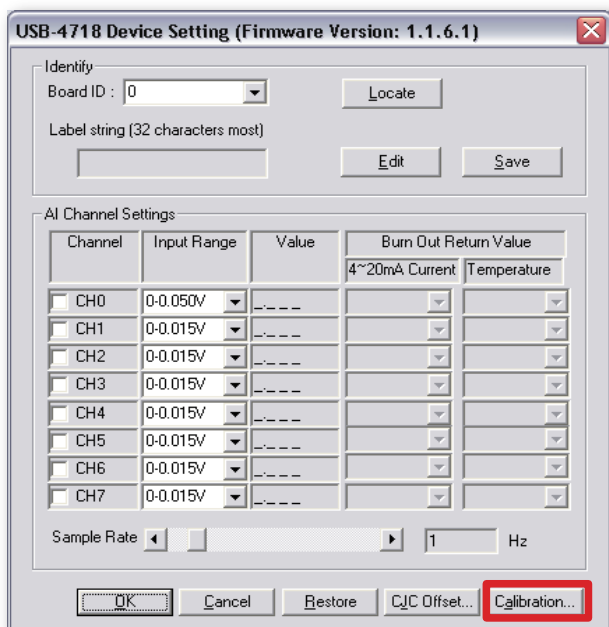 USB-4718 Device Setting (Firmware Version: 1.1.6.1)
Identify
Board ID : 0 Locate
Label string (32 characters most)
Edit Save
AI Channel Settings
Channel Input Range Value Burn Out Return Value
4~20mA Current Temperature
CH0 0-0.050V _._ _ _
CH1 0-0.015V _._ _ _
CH2 0-0.015V _._ _ _
CH3 0-0.015V _._ _ _
CH4 0-0.015V _._ _ _
CH5 0-0.015V _._ _ _
CH6 0-0.015V _._ _ _
CH7 0-0.015V _._ _ _
Sample Rate 1 Hz
OK Cancel Restore CJC Offset... Calibration...